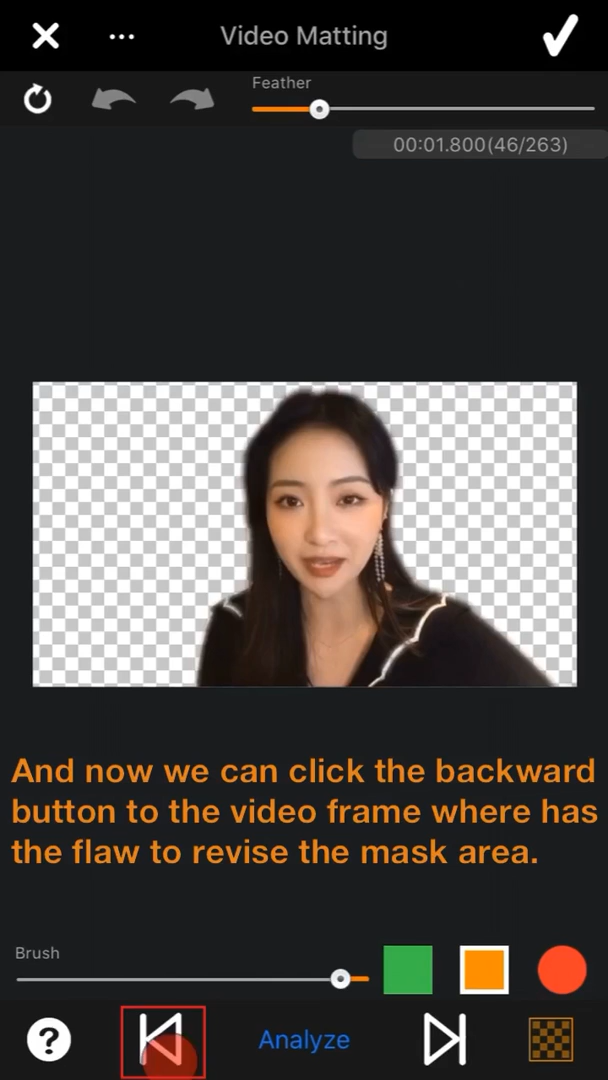 Video Matting
Feather
00:01.800(46/263)
And now we can click the backward
button to the video frame where has
the flaw to revise the mask area.
Brush
?
Analyze